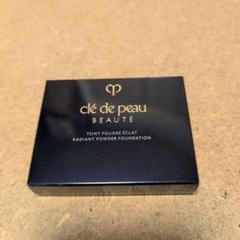 clé de peau
BEAUTÉ
TEINT POUDRE ÉCLAT
RADIANT POWDER FOUNDATION